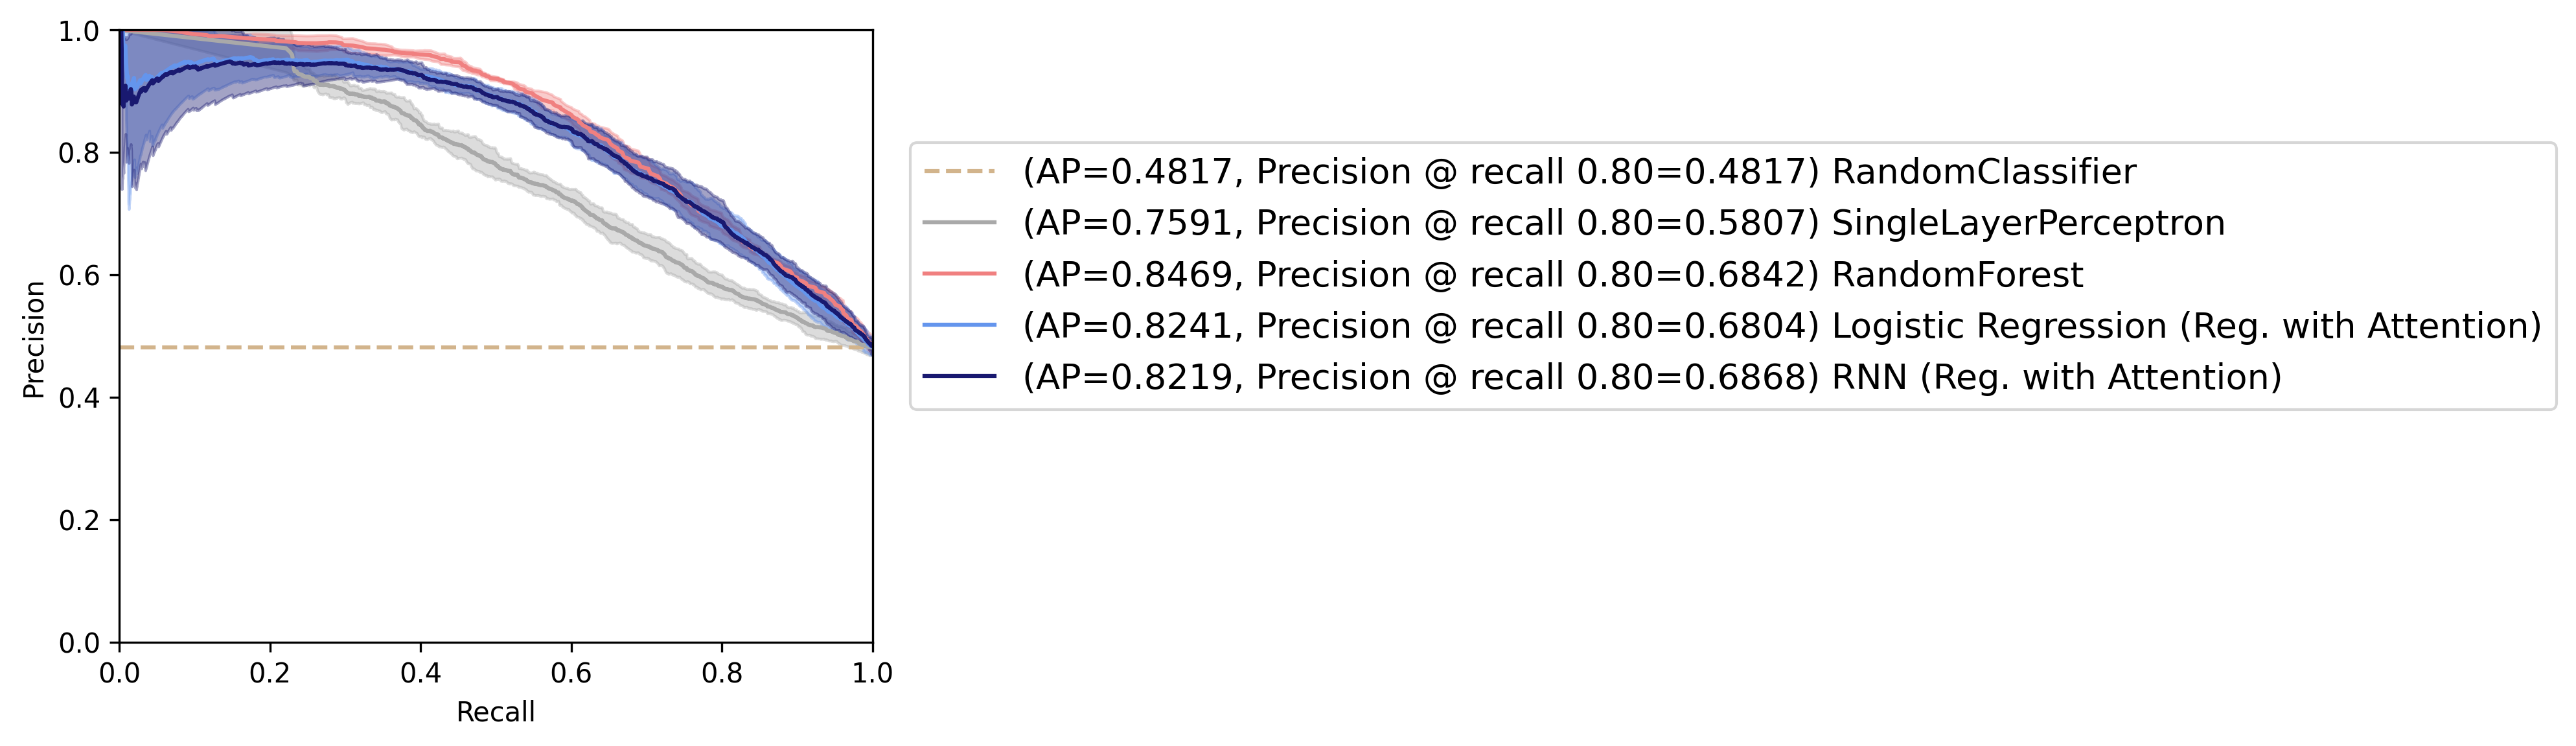 1.0
0.8
0.6
0.4
0.2
0.0
Precision
0.0 0.2 0.4 0.6 0.8 1.0
Recall
(AP=0.4817, Precision @ recall 0.80=0.4817) RandomClassifier
(AP=0.7591, Precision @ recall 0.80=0.5807) SingleLayerPerceptron
(AP=0.8469, Precision @ recall 0.80=0.6842) RandomForest
(AP=0.8241, Precision @ recall 0.80=0.6804) Logistic Regression (Reg. with Attention)
(AP=0.8219, Precision @ recall 0.80=0.6868) RNN (Reg. with Attention)